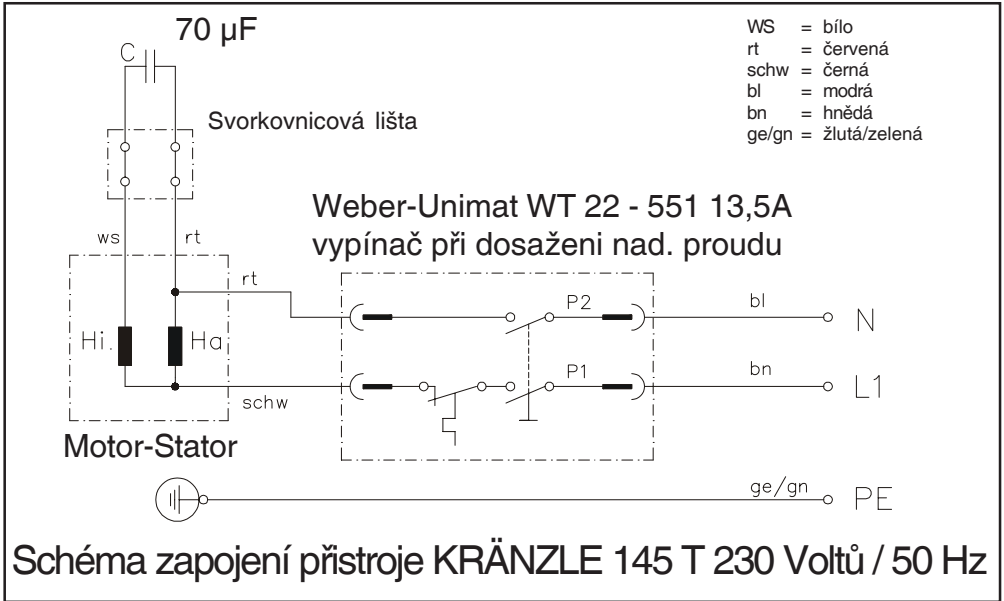 70 µF
C
WS = bílo
rt = červená
schw = černá
bl = modrá
bn = hnědá
ge/gn = žlutá/zelená
Svorkovnicová lišta
Weber-Unimat WT 22 - 551 13,5A
vypínač při dosaženi nad. proudu
ws
rt
rt
P2
bl
N
Hi.
Ha
schw
P1
bn
L1
Motor-Stator
ge/gn
PE
Schéma zapojení přistroje KRÄNZLE 145 T 230 Voltů / 50 Hz